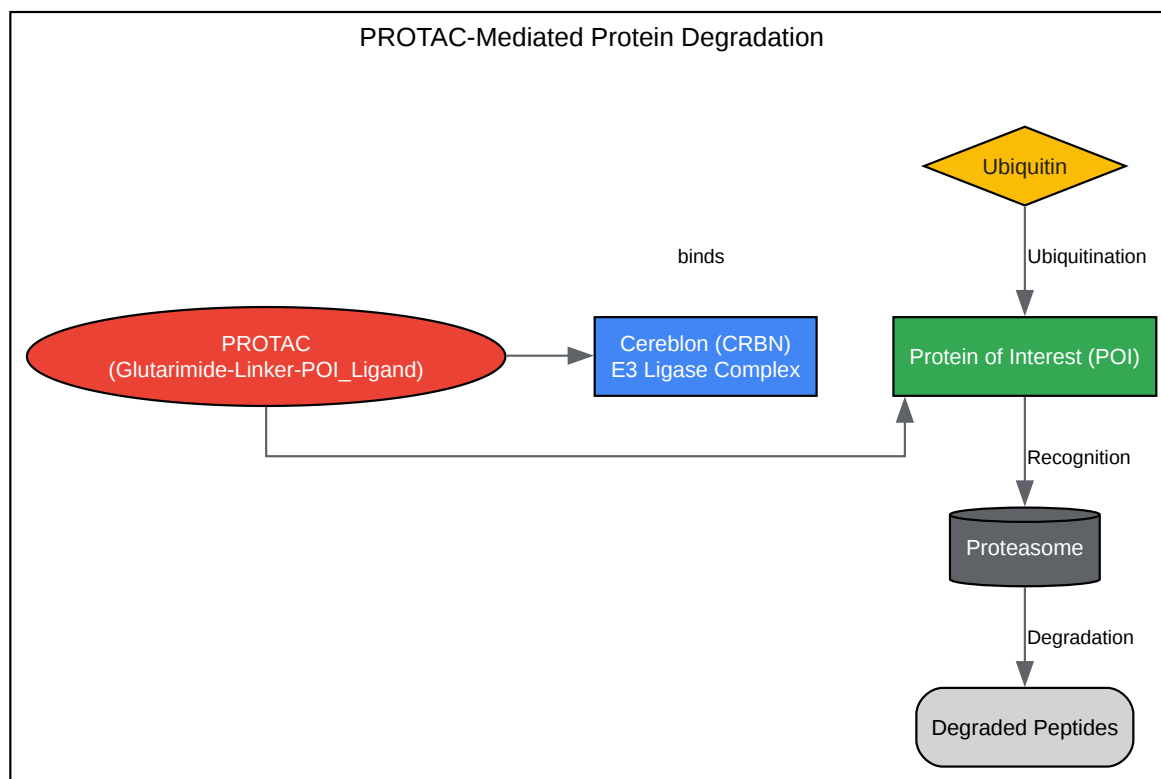 PROTAC-Mediated Protein Degradation
Ubiquitin
binds
Ubiquitination
PROTAC
(Glutarimide-Linker-POI_Ligand)
Cereblon (CRBN)
E3 Ligase Complex
Protein of Interest (POI)
Recognition
Proteasome
Degradation
Degraded Peptides